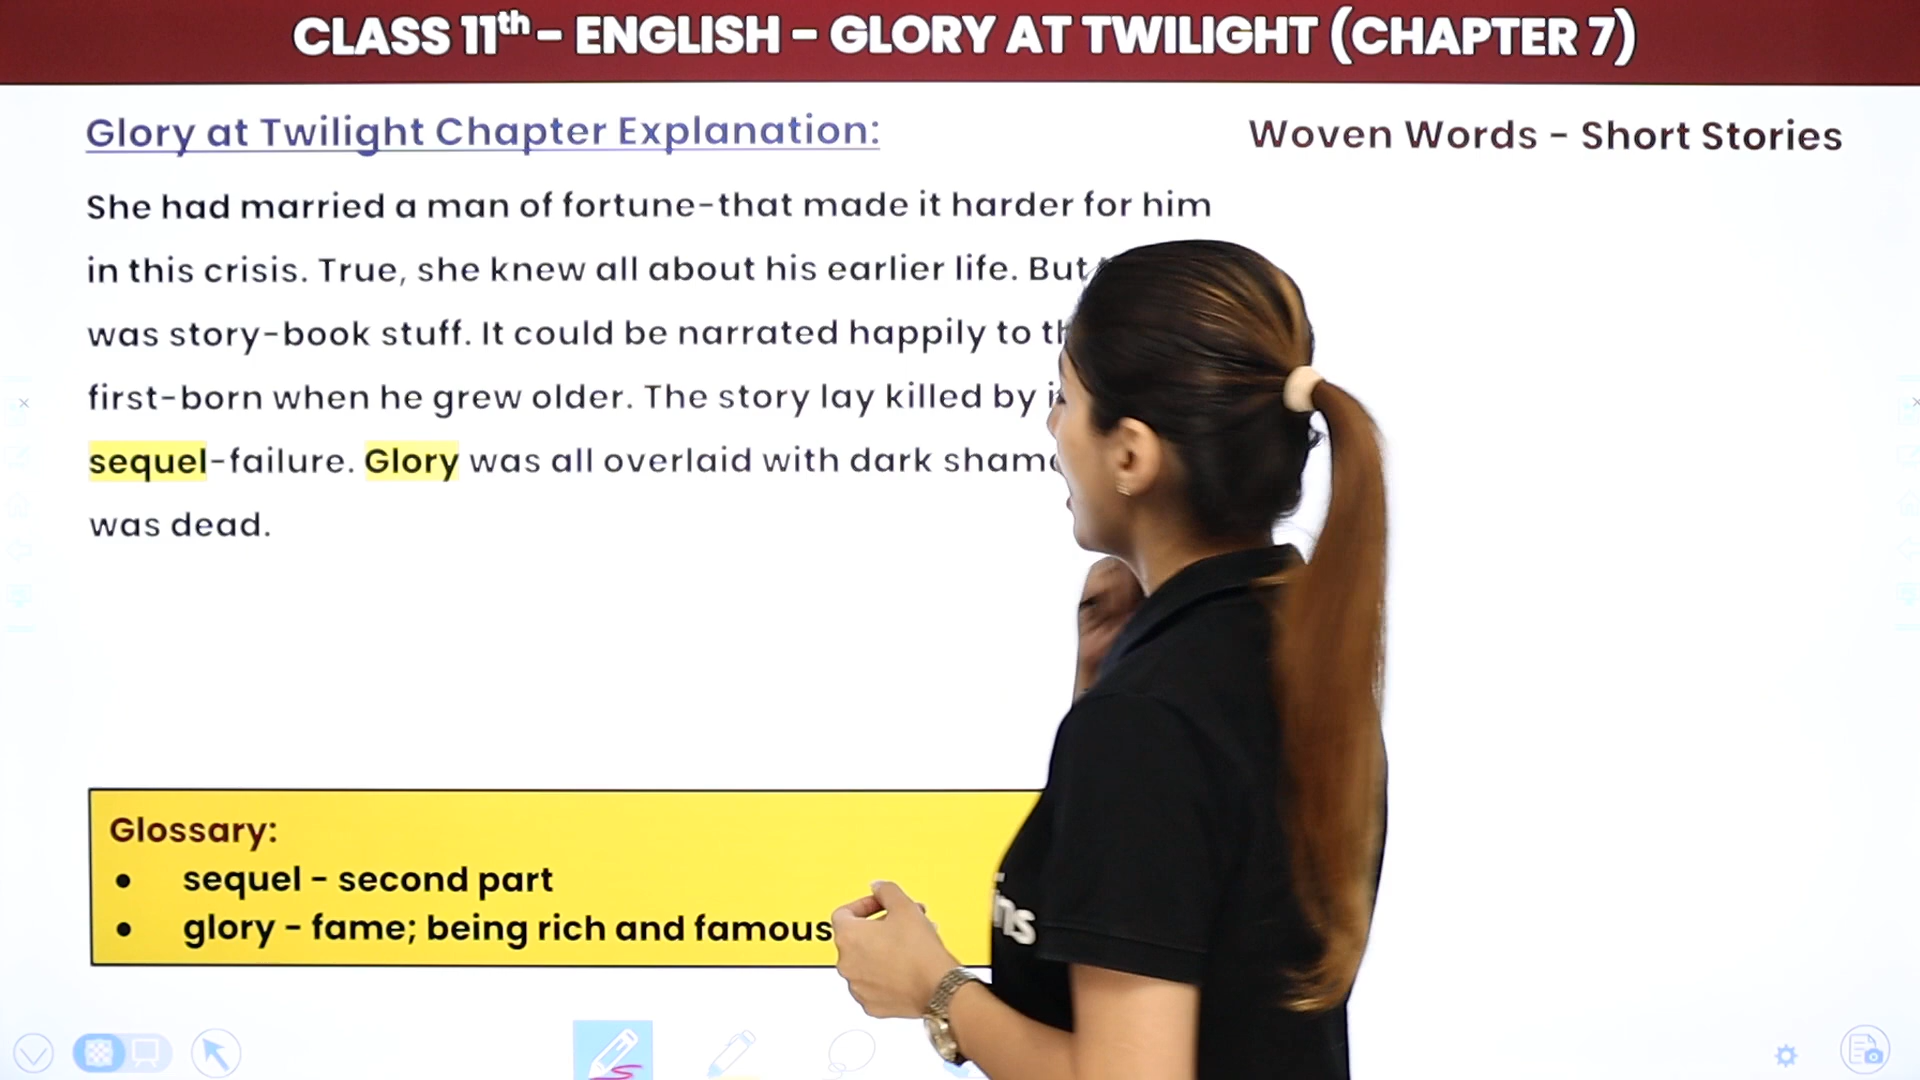 CLASS 11th – ENGLISH – GLORY AT TWILIGHT (CHAPTER 7)
Glory at Twilight Chapter Explanation:
Woven Words – Short Stories
She had married a man of fortune-that made it harder for him
in this crisis. True, she knew all about his earlier life. But
was story-book stuff. It could be narrated happily to
first-born when he grew older. The story lay killed by
sequel-failure. Glory was all overlaid with dark
was dead.
Glossary:
● sequel – second part
● glory – fame; being rich and famous